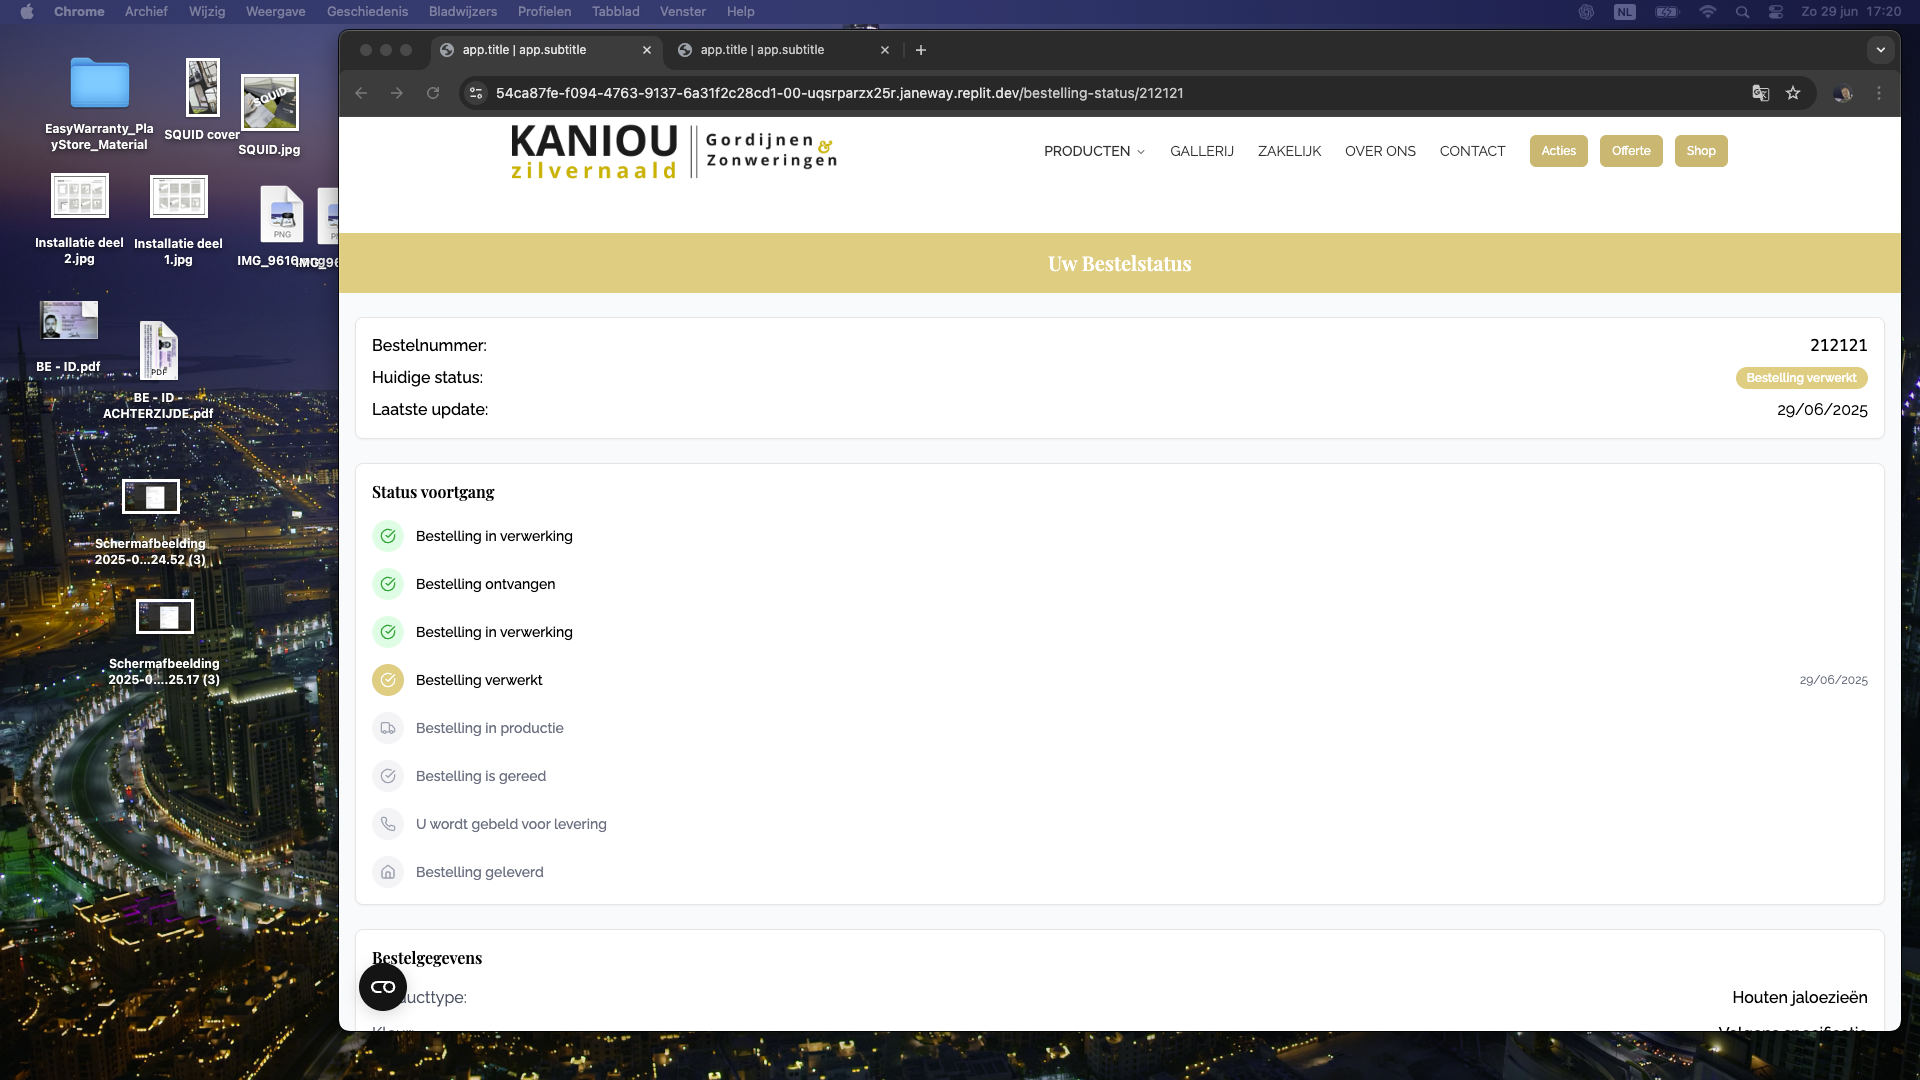 Chrome Archief Wijzig Weergave Geschiedenis Bladwijzers Profielen Tabblad Venster Help
NL Zo 29 jun 17:20
app.title | app.subtitle
app.title | app.subtitle
54ca87fe-f094-4763-9137-6a31f2c28cd1-00-uqsrparzx25r.janeway.replit.dev/bestelling-status/212121
EasyWarranty_Pla
yStore_Material
SQUID cover
SQUID
SQUID.jpg
Installatie deel
2.jpg
Installatie deel
1.jpg
PNG
IMG_9616.png
BE - ID.pdf
PDF
BE - ID -
ACHTERZIJDE.pdf
Schermafbeelding
2025-0...24.52 (3)
Schermafbeelding
2025-0....25.17 (3)
KANIOU
zilvernaald
Gordijnen &
Zonweringen
PRODUCTEN GALLERIJ ZAKELIJK OVER ONS CONTACT Acties Offerte Shop
Uw Bestelstatus
Bestelnummer: 212121
Huidige status: Bestelling verwerkt
Laatste update: 29/06/2025
Status voortgang
Bestelling in verwerking
Bestelling ontvangen
Bestelling in verwerking
Bestelling verwerkt 29/06/2025
Bestelling in productie
Bestelling is gereed
U wordt gebeld voor levering
Bestelling geleverd
Bestelgegevens
ucttype: Houten jaloezieën